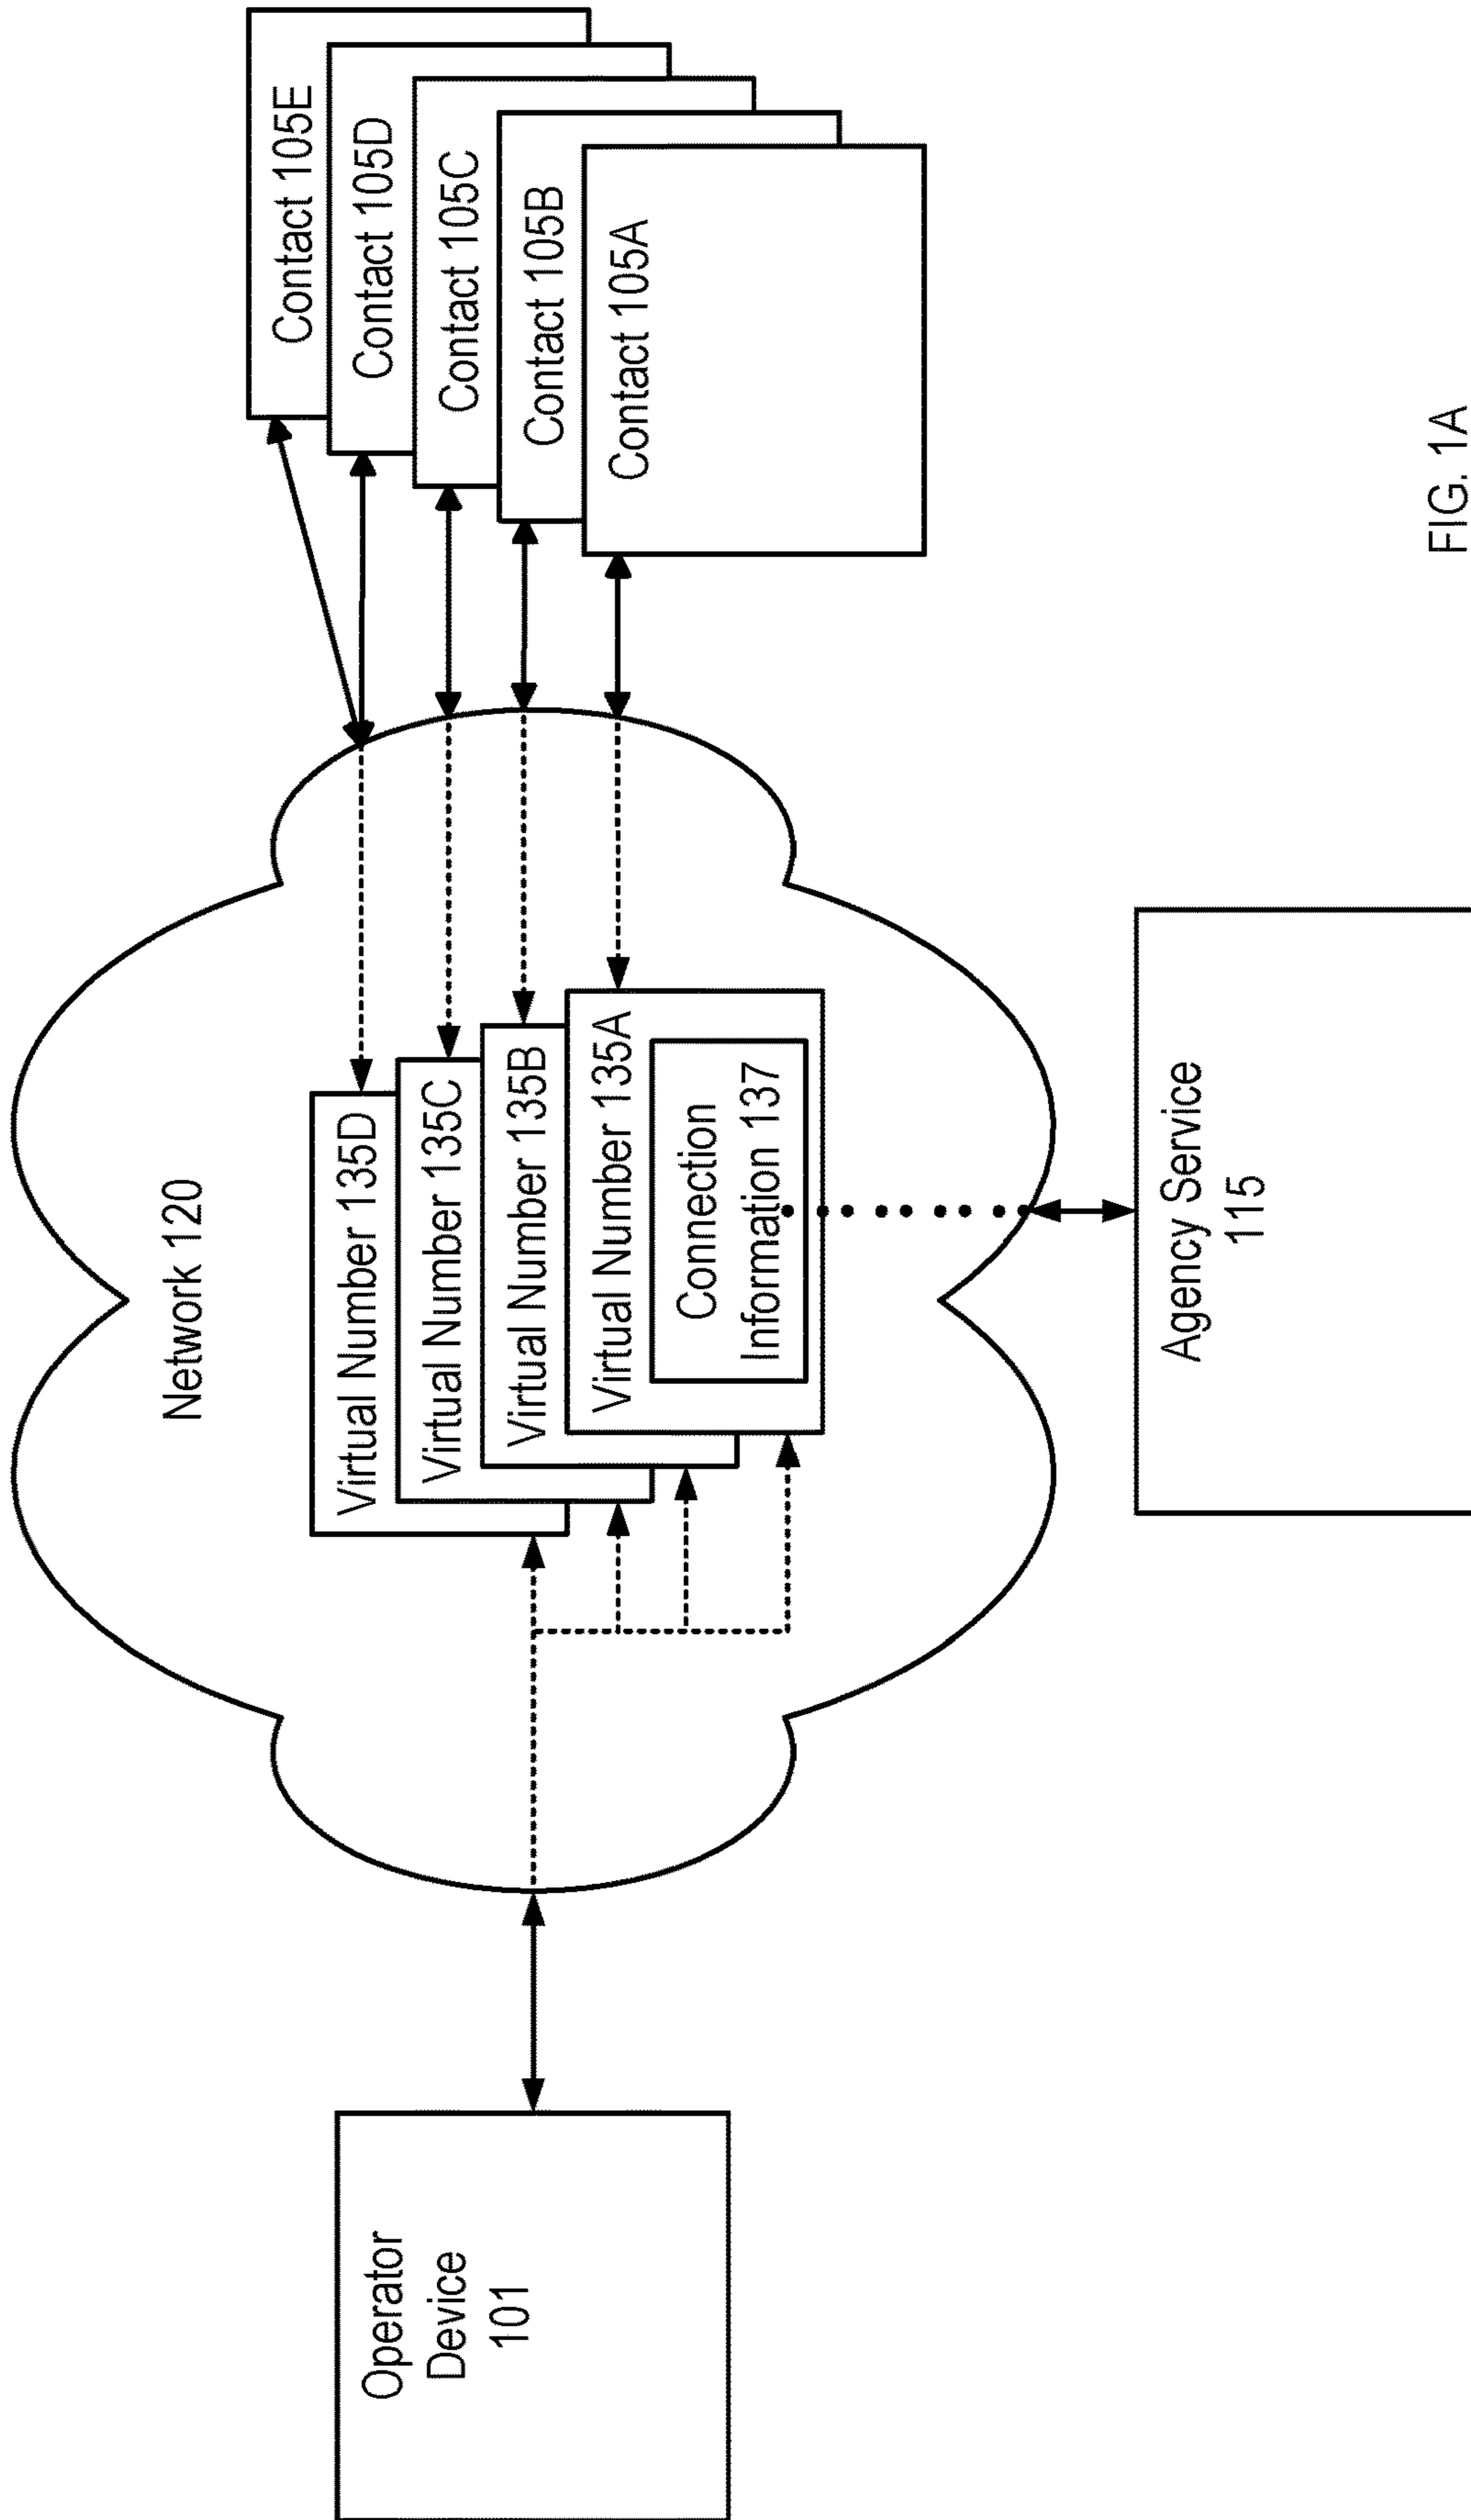 Network 120
Operator
Device
101
Virtual Number 135D
Virtual Number 135C
Virtual Number 135B
Virtual Number 135A
Connection
Information 137
Contact 105E
Contact 105D
Contact 105C
Contact 105B
Contact 105A
Agency Service
115
FIG. 1A